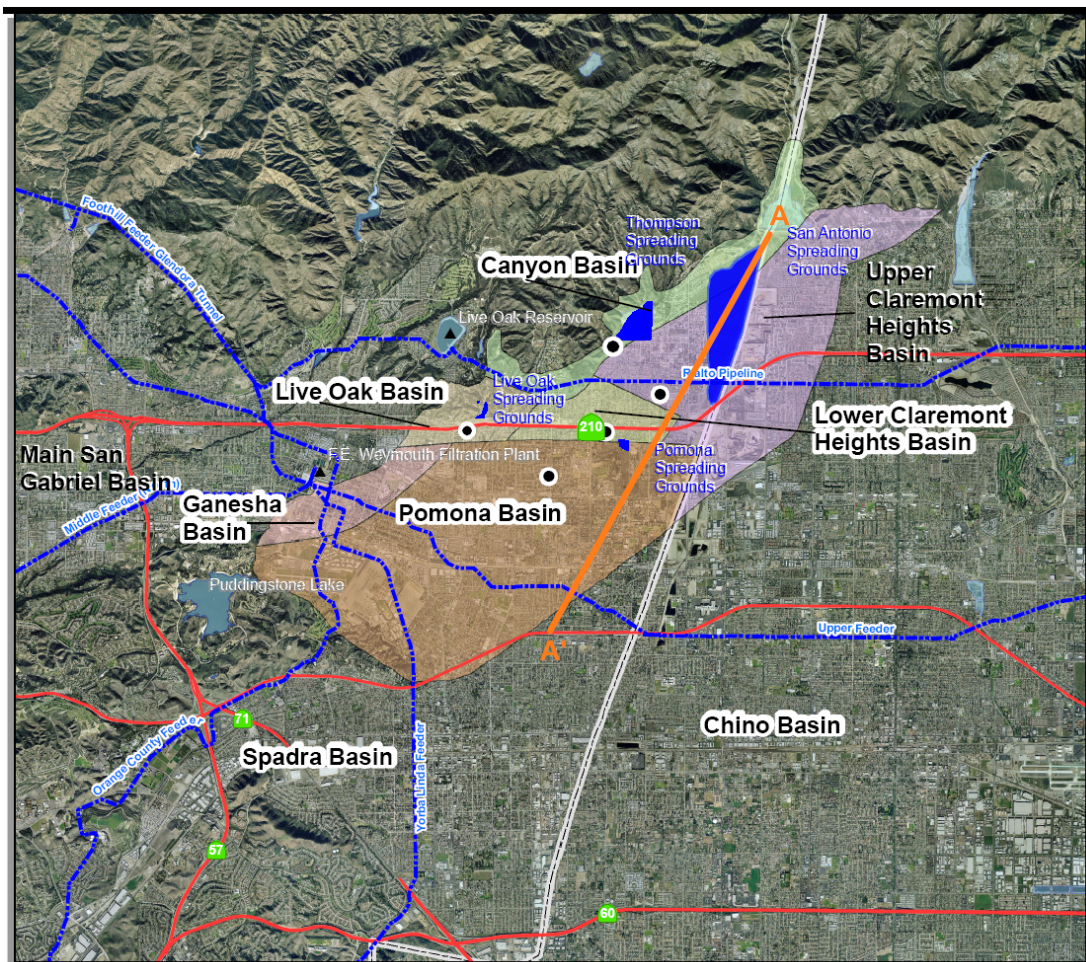 Foothill Feeder Glendora Tunnel
Thompson
Spreading
Grounds
A
San Antonio
Spreading
Grounds
Canyon Basin
Upper
Claremont
Heights
Basin
Live Oak Reservoir
Rialto Pipeline
Live Oak Basin
Live Oak
Spreading
Grounds
Lower Claremont
Heights Basin
210
Main San
Gabriel Basin
F.E. Weymouth Filtration Plant
Pomona
Spreading
Grounds
Middle Feeder
Ganesha
Basin
Pomona Basin
Puddingstone Lake
Upper Feeder
A'
71
Chino Basin
Orange County Feeder
Spadra Basin
Yorba Linda Feeder
57
60